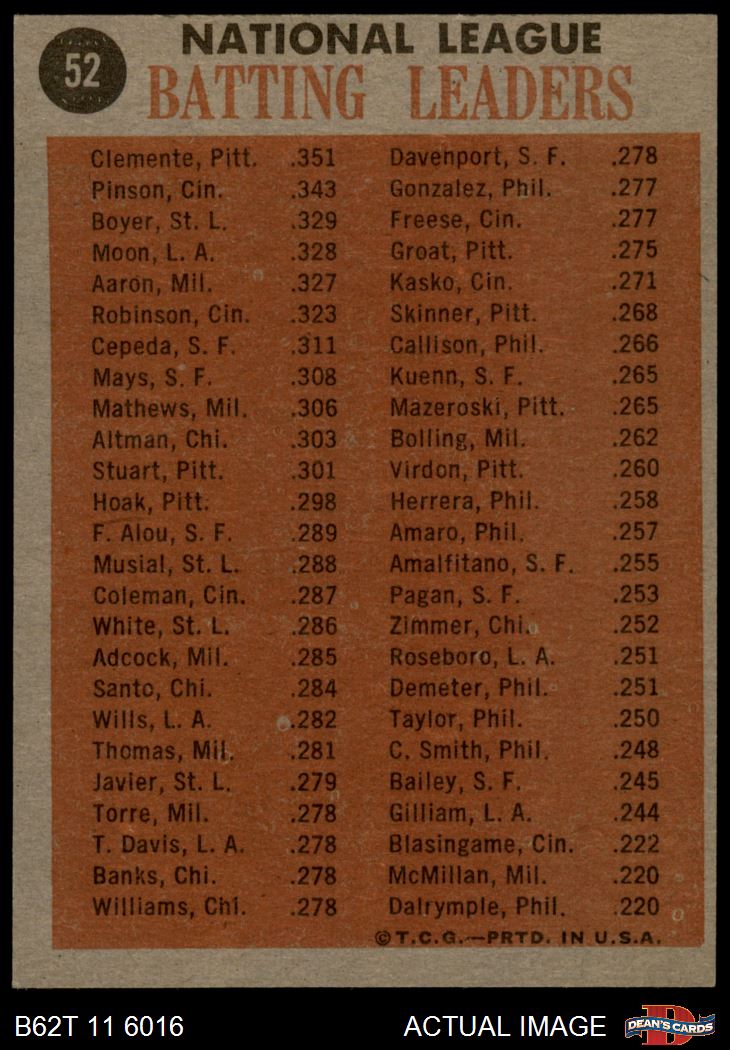 52
NATIONAL LEAGUE
BATTING LEADERS
Clemente, Pitt. .351
Pinson, Cin. .343
Boyer, St. L. .329
Moon, L. A. .328
Aaron, Mil. .327
Robinson, Cin. .323
Cepeda, S. F. .311
Mays, S. F. .308
Mathews, Mil. .306
Altman, Chi. .303
Stuart, Pitt. .301
Hoak, Pitt. .298
F. Alou, S. F. .289
Musial, St. L. .288
Coleman, Cin. .287
White, St. L. .286
Adcock, Mil. .285
Santo, Chi. .284
Wills, L. A. .282
Thomas, Mil. .281
Javier, St. L. .279
Torre, Mil. .278
T. Davis, L. A. .278
Banks, Chi. .278
Williams, Chi. .278
Davenport, S. F. .278
Gonzalez, Phil. .277
Freese, Cin. .277
Groat, Pitt. .275
Kasko, Cin. .271
Skinner, Pitt. .268
Callison, Phil. .266
Kuenn, S. F. .265
Mazeroski, Pitt. .265
Bolling, Mil. .262
Virdon, Pitt. .260
Herrera, Phil. .258
Amaro, Phil. .257
Amalfitano, S. F. .255
Pagan, S. F. .253
Zimmer, Chi. .252
Roseboro, L. A. .251
Demeter, Phil. .251
Taylor, Phil. .250
C. Smith, Phil. .248
Bailey, S. F. .245
Gilliam, L. A. .244
Blasingame, Cin. .222
McMillan, Mil. .220
Dalrymple, Phil. .220
©T.C.G.—PRTD. IN U.S.A.
B62T 11 6016
ACTUAL IMAGE
D
DEAN'S CARDS